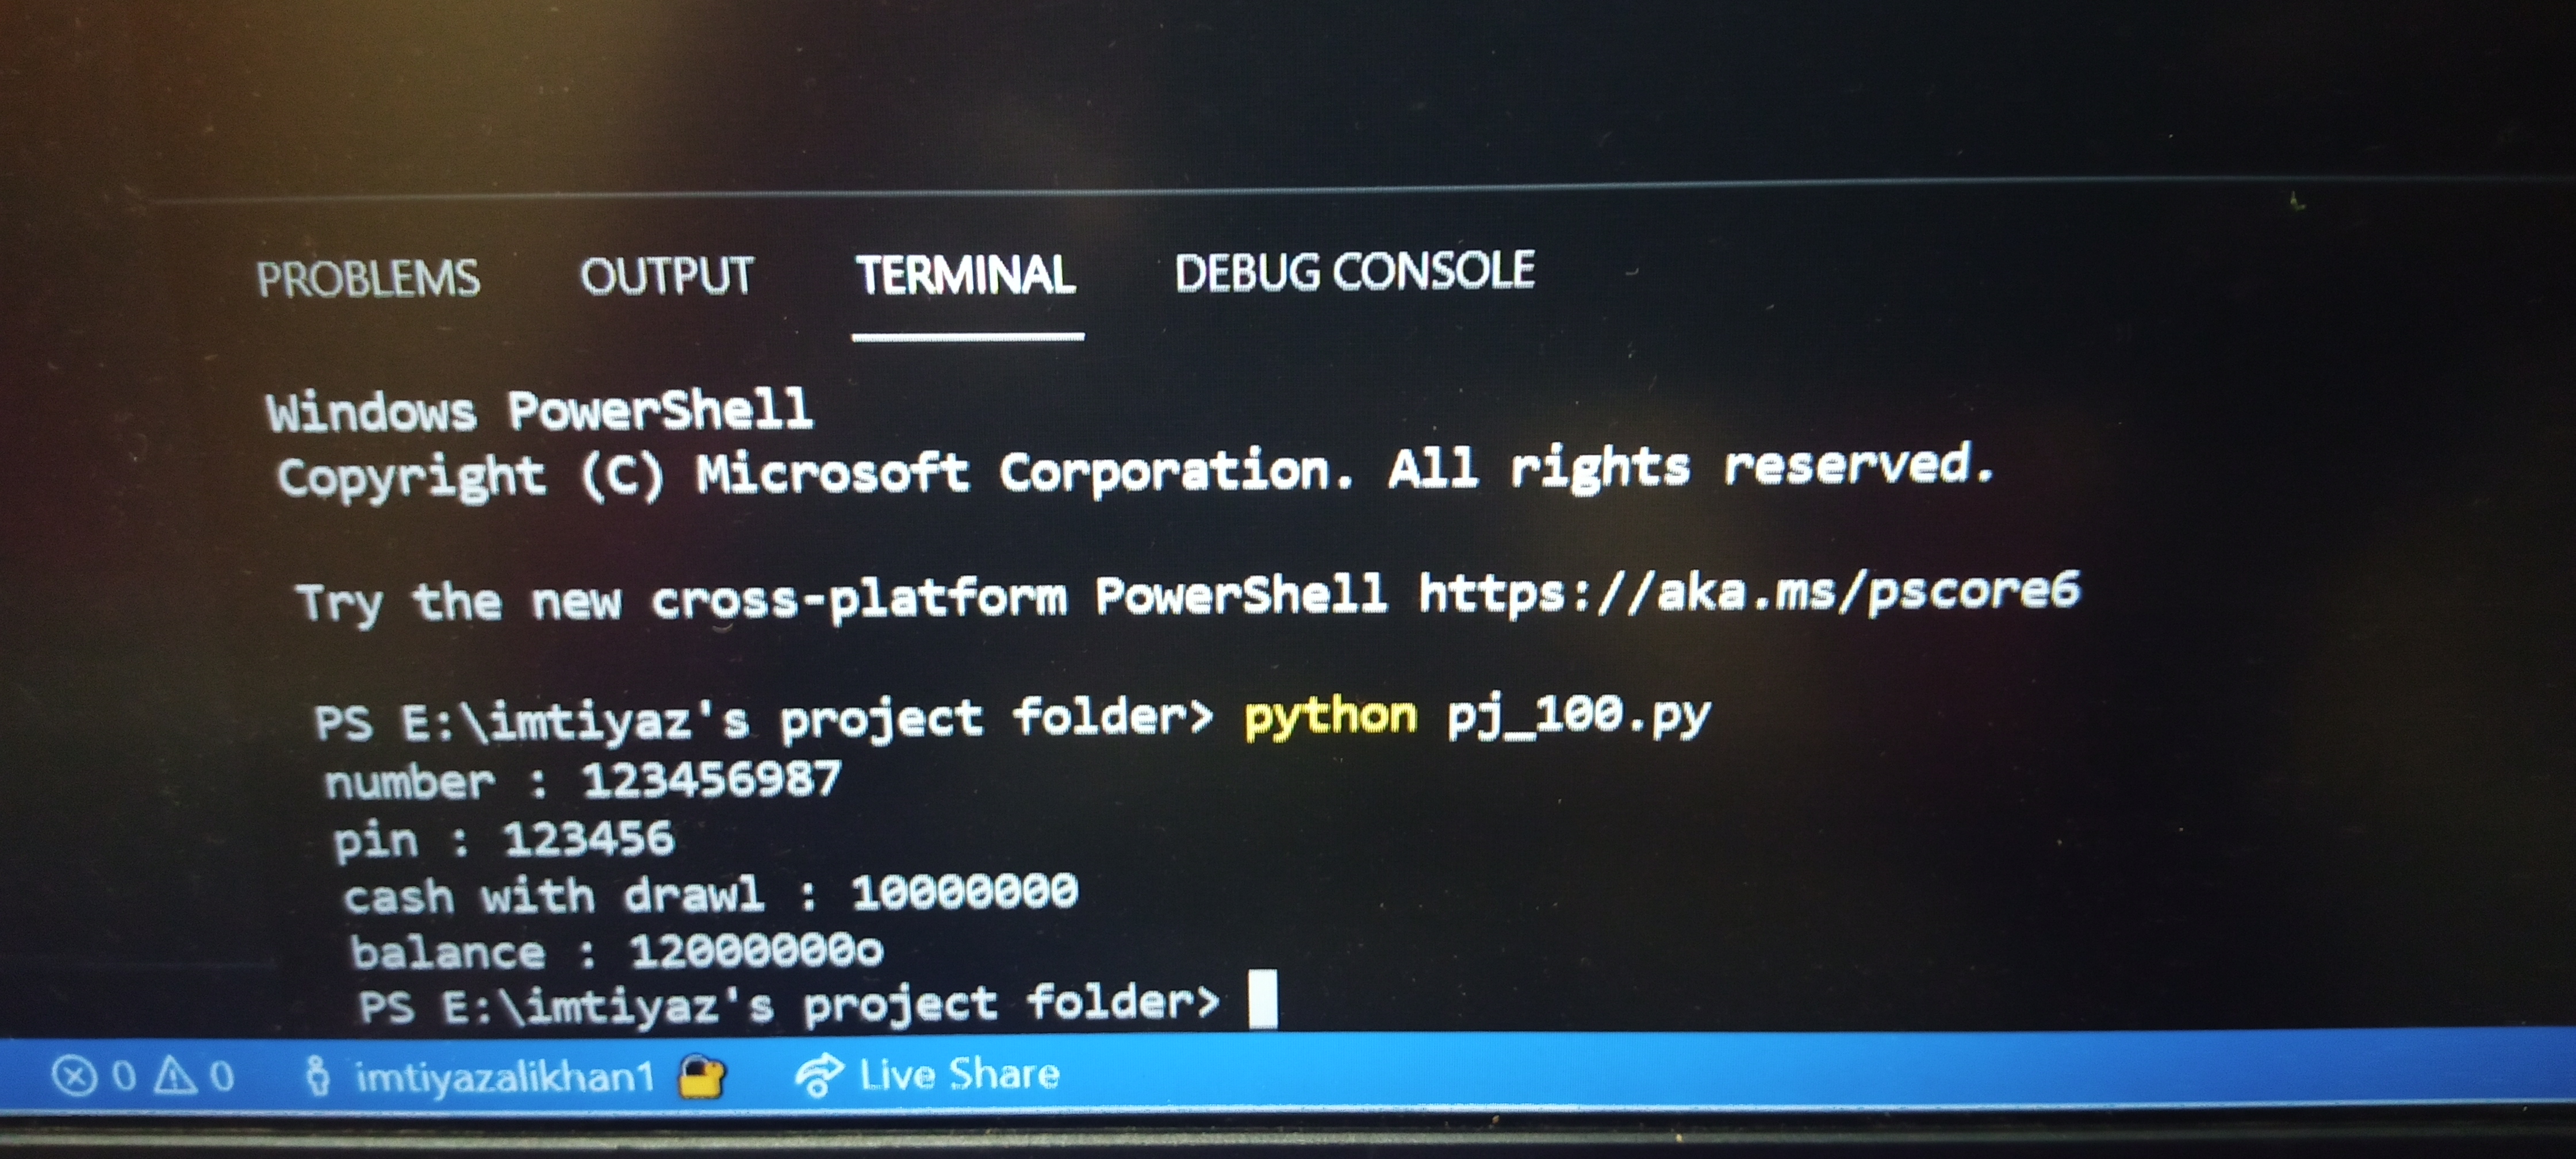 PROBLEMS OUTPUT TERMINAL DEBUG CONSOLE
Windows PowerShell
Copyright (C) Microsoft Corporation. All rights reserved.
Try the new cross-platform PowerShell https://aka.ms/pscore6
PS E:\imtiyaz's project folder> python pj_100.py
number : 123456987
pin : 123456
cash with drawl : 10000000
balance : 12000000o
PS E:\imtiyaz's project folder>
0 0 imtiyazalikhan1 Live Share